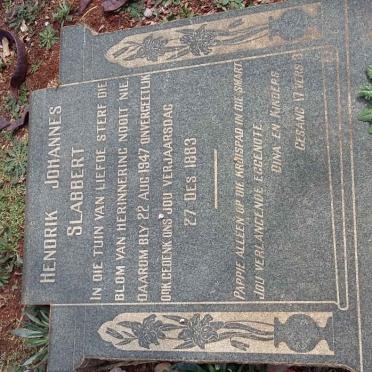 HENDRIK JOHANNES
SLABBERT
IN DIE TUIN VAN LIEFDE STERF DIE
BLOM VAN HERINNERING NOOIT NIE
DAAROM BLY 22 AUG 1947 ONVERGEETLIK
OOK GEDENK ONS JOU VERJAARSDAG
27 DES 1883
PAPPIE ALLEEN OP DIE KRUISPAD IN DIE SMART
JOU VERLANGENDE EGGENOTE
DINA EN KINDERS
GESANG VERS